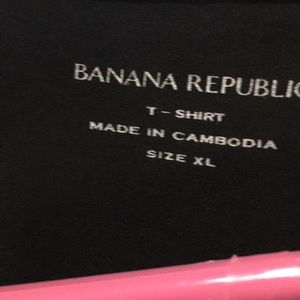 BANANA REPUBLIC
T-SHIRT
MADE IN CAMBODIA
SIZE XL